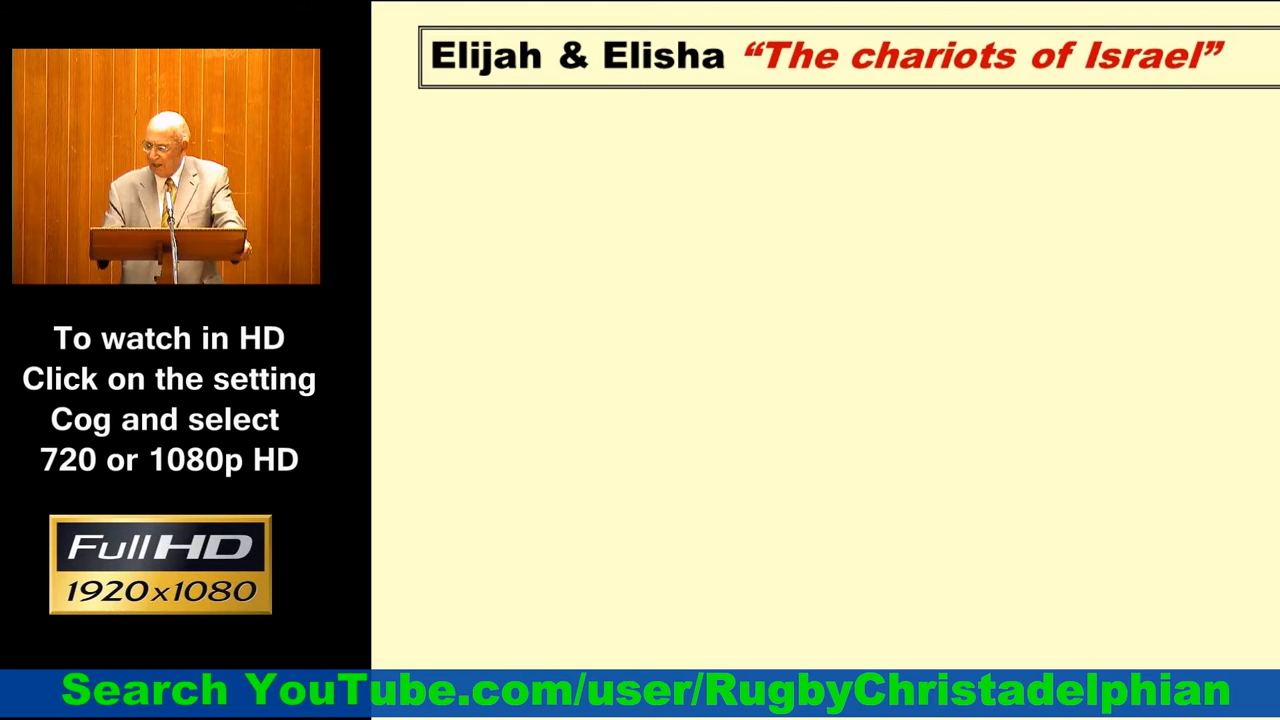 Elijah & Elisha “The chariots of Israel”
To watch in HD
Click on the setting
Cog and select
720 or 1080p HD
Full HD
1920x1080
Search YouTube.com/user/RugbyChristadelphian